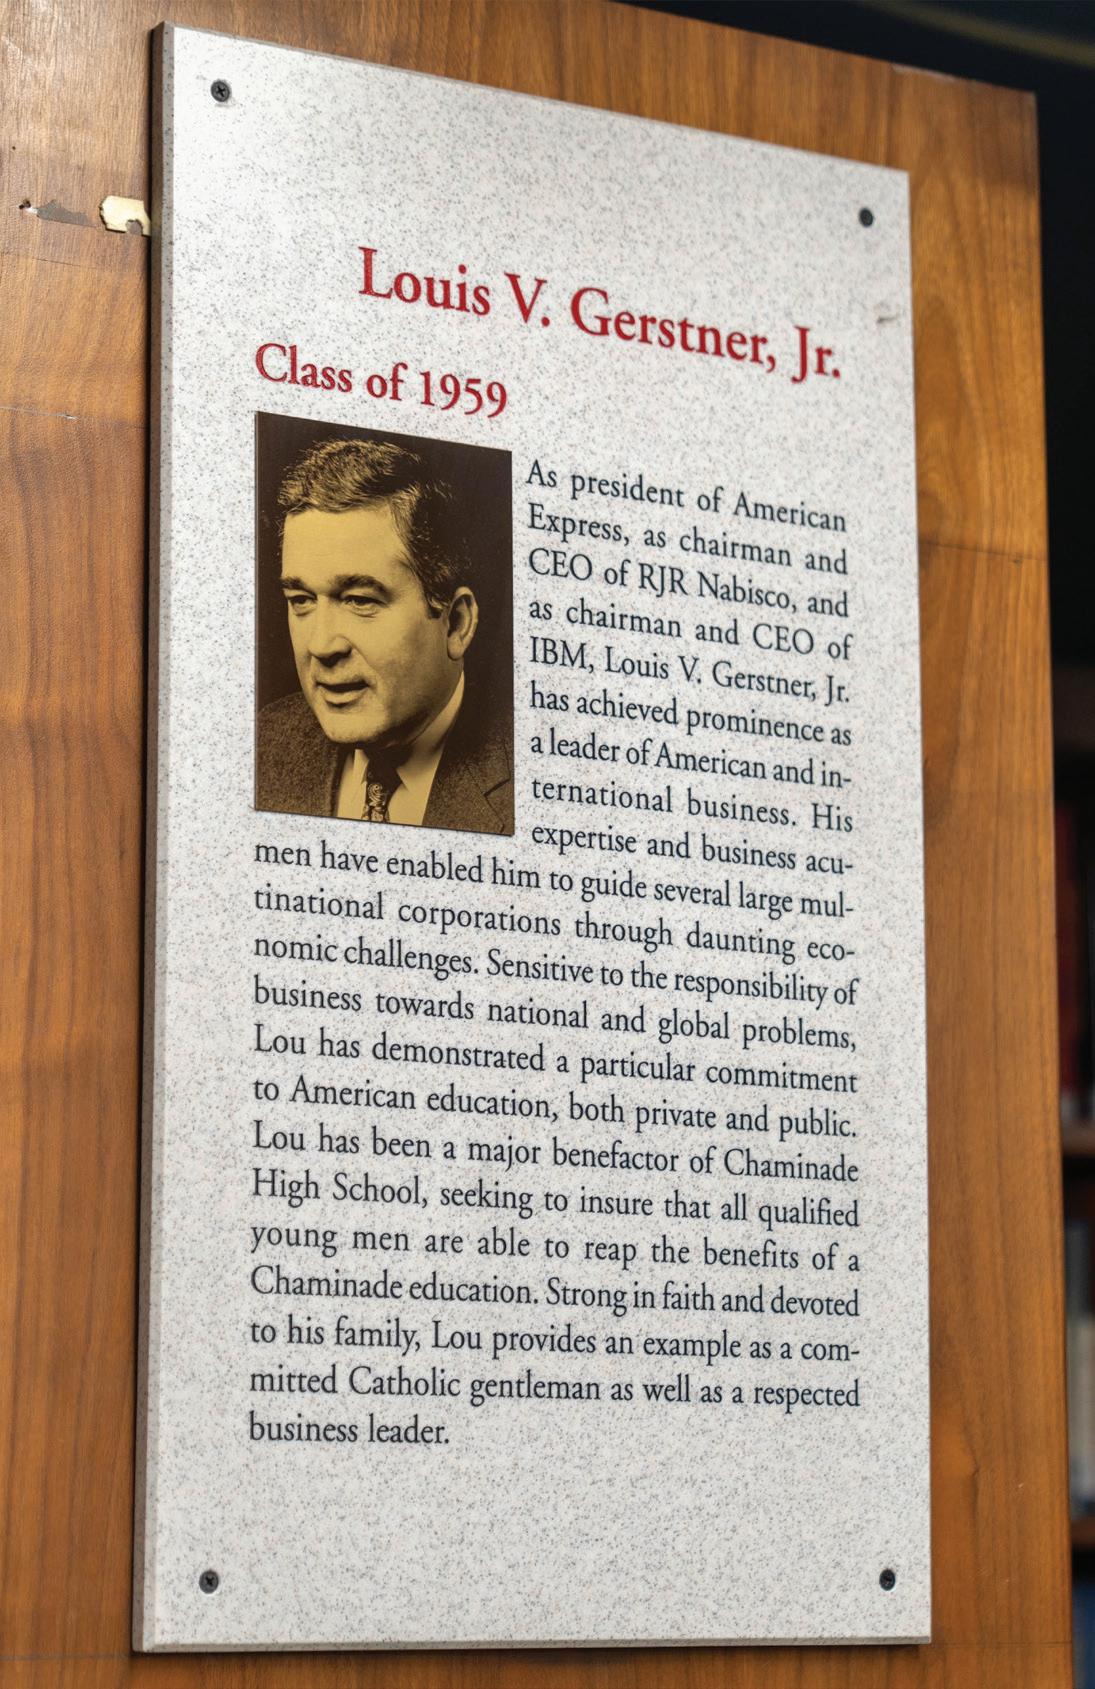 Louis V. Gerstner, Jr.
Class of 1959
As president of American
Express, as chairman and
CEO of RJR Nabisco, and
as chairman and CEO of
IBM, Louis V. Gerstner, Jr.
has achieved prominence as
a leader of American and in-
ternational business. His
expertise and business acu-
men have enabled him to guide several large mul-
tinational corporations through daunting eco-
nomic challenges. Sensitive to the responsibility of
business towards national and global problems,
Lou has demonstrated a particular commitment
to American education, both private and public.
Lou has been a major benefactor of Chaminade
High School, seeking to insure that all qualified
young men are able to reap the benefits of a
Chaminade education. Strong in faith and devoted
to his family, Lou provides an example as a com-
mitted Catholic gentleman as well as a respected
business leader.